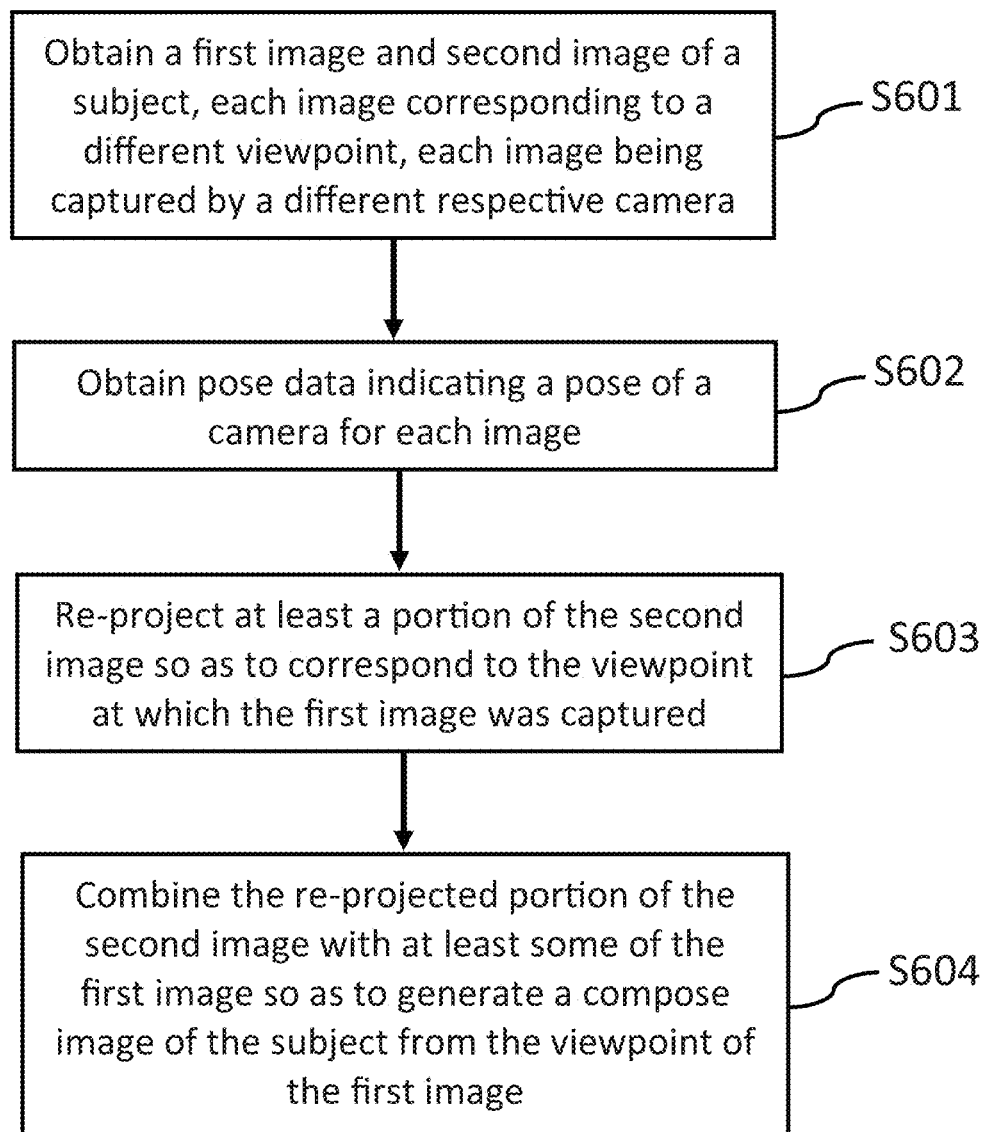 Obtain a first image and second image of a
subject, each image corresponding to a
different viewpoint, each image being
captured by a different respective camera
S601
Obtain pose data indicating a pose of a
camera for each image
S602
Re-project at least a portion of the second
image so as to correspond to the viewpoint
at which the first image was captured
S603
Combine the re-projected portion of the
second image with at least some of the
first image so as to generate a compose
image of the subject from the viewpoint of
the first image
S604